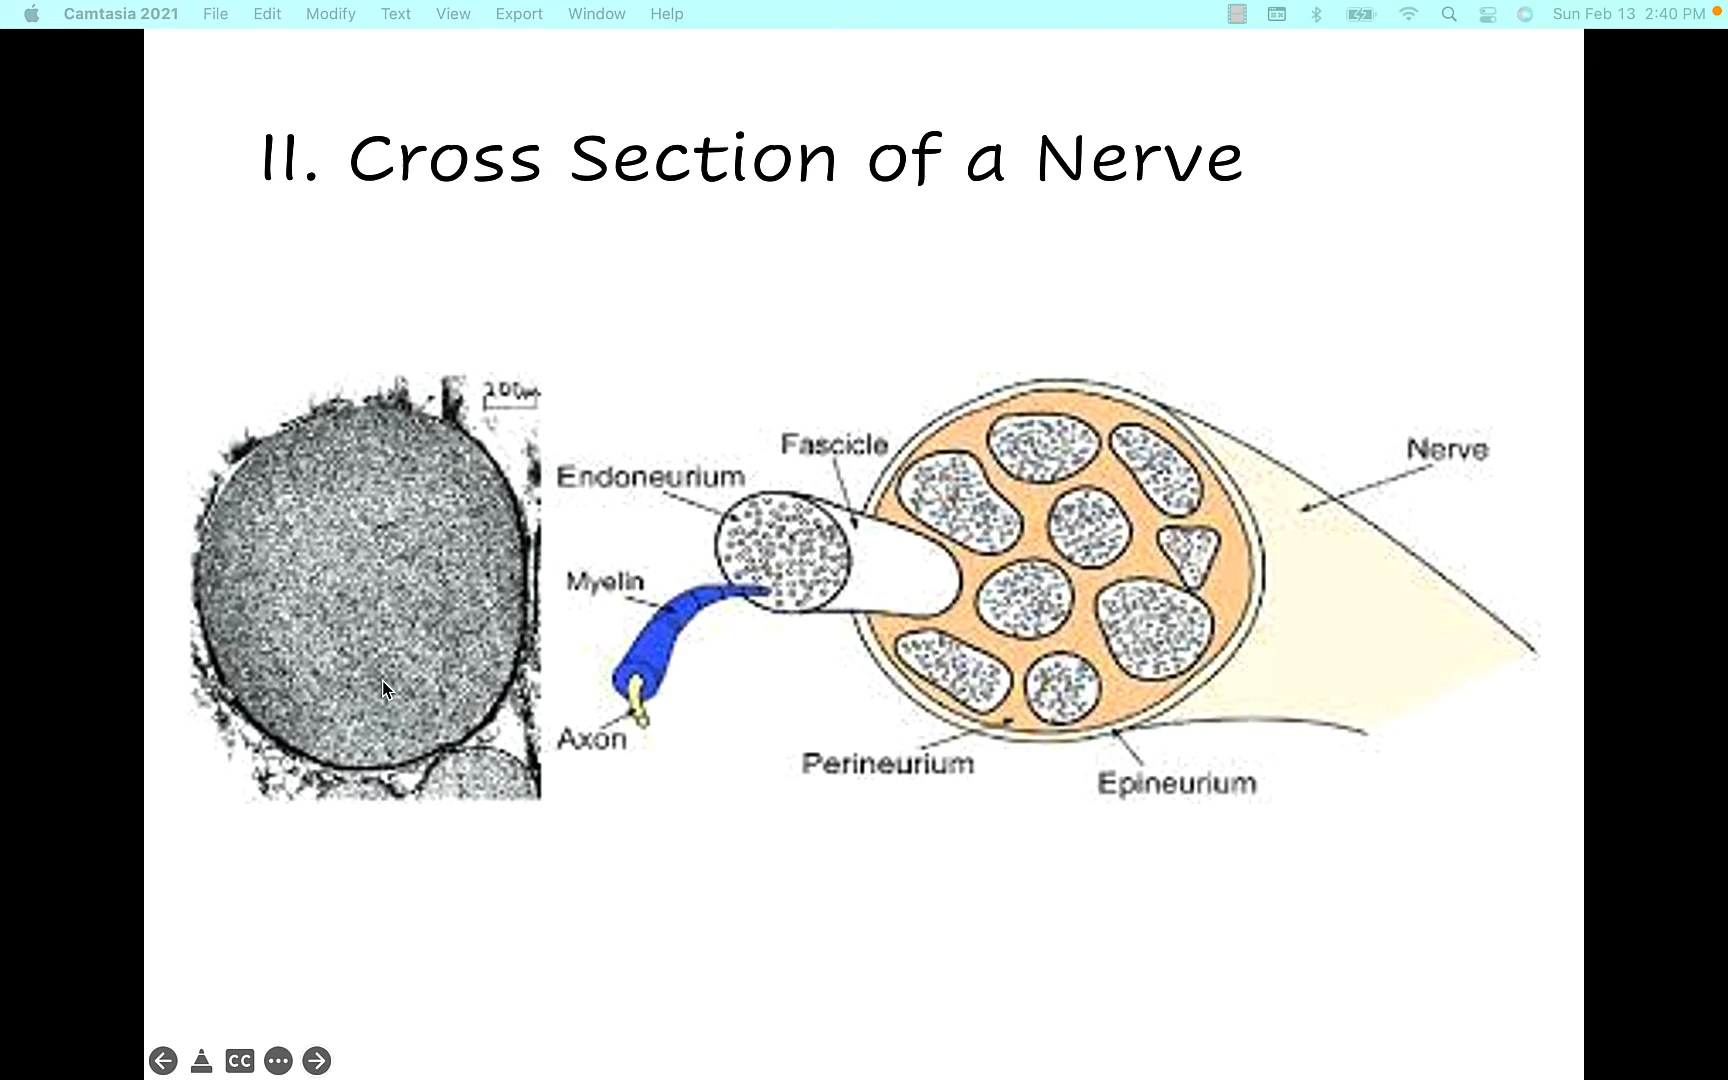 Camtasia 2021 File Edit Modify Text View Export Window Help Sun Feb 13 2:40 PM
II. Cross Section of a Nerve
Fascicle
Nerve
Endoneurium
Myelin
Axon
Perineurium
Epineurium
CC